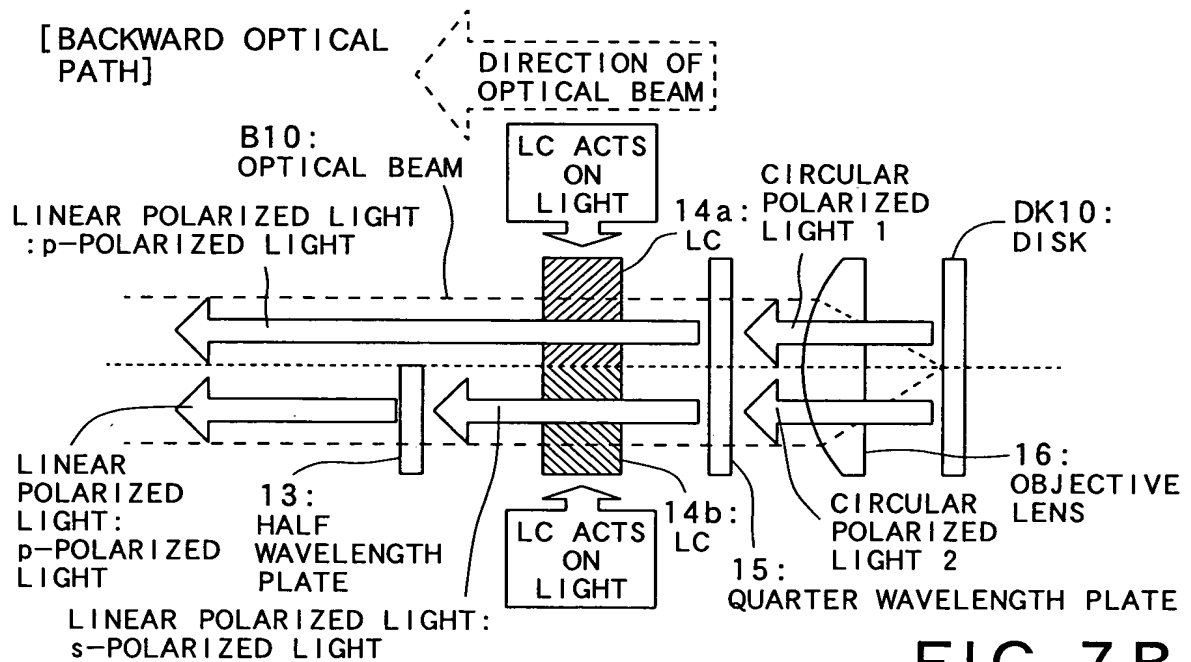 [BACKWARD OPTICAL
PATH]
DIRECTION OF
OPTICAL BEAM
B10:
OPTICAL BEAM
LC ACTS
ON
LIGHT
LINEAR POLARIZED LIGHT
:p-POLARIZED LIGHT
14a:
LC
CIRCULAR
POLARIZED
LIGHT 1
DK10:
DISK
LINEAR
POLARIZED
LIGHT:
p-POLARIZED
LIGHT
13:
HALF
WAVELENGTH
PLATE
LINEAR POLARIZED LIGHT:
s-POLARIZED LIGHT
LC ACTS
ON
LIGHT
14b:
LC
15:
QUARTER WAVELENGTH PLATE
CIRCULAR
POLARIZED
LIGHT 2
16:
OBJECTIVE
LENS
FIG. 7B